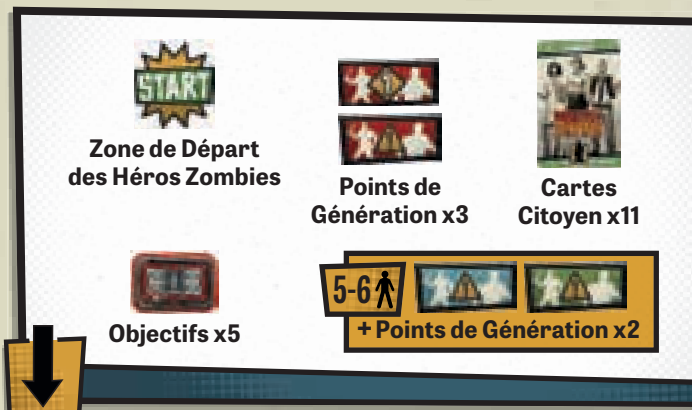 START
Zone de Départ
des Héros Zombies
Points de
Génération x3
Cartes
Citoyen x11
Objectifs x5
5-6
+ Points de Génération x2